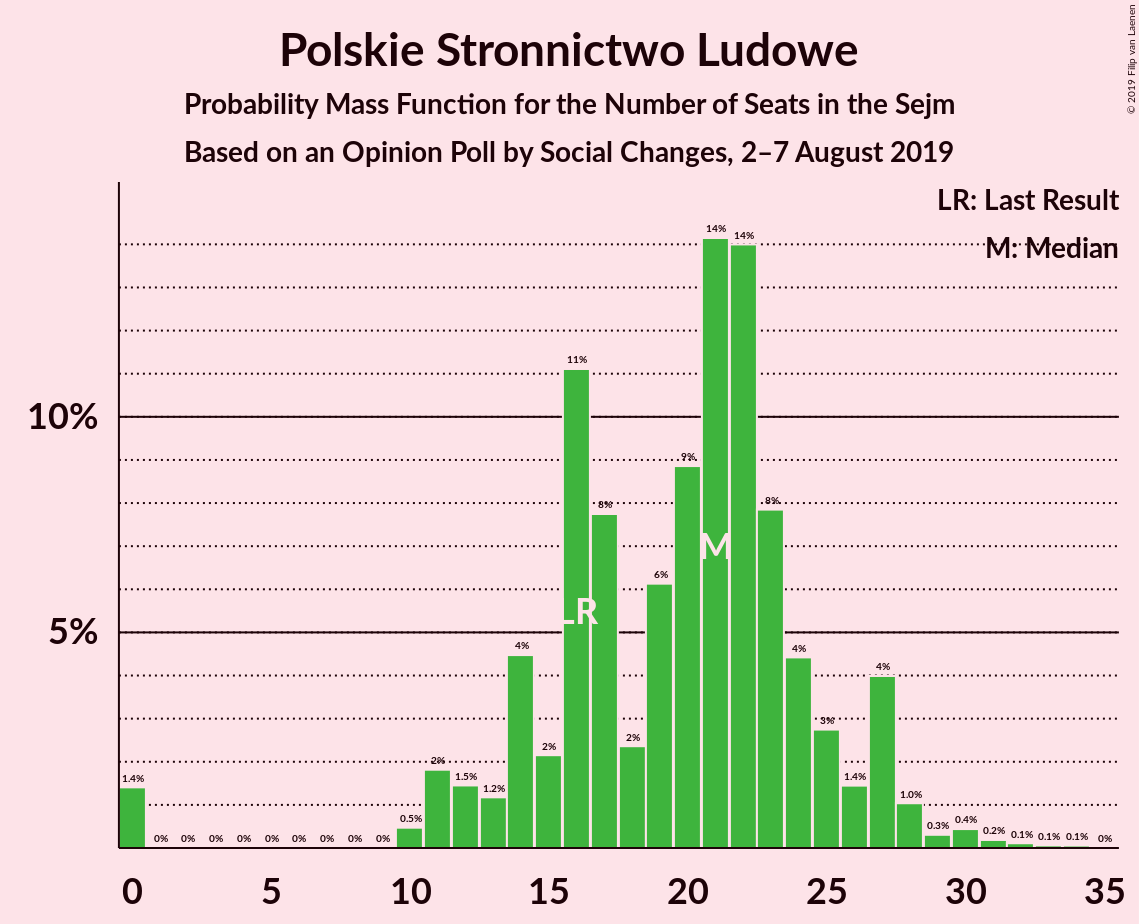 Polskie Stronnictwo Ludowe
Probability Mass Function for the Number of Seats in the Sejm
Based on an Opinion Poll by Social Changes, 2–7 August 2019
© 2019 Filip van Laenen
LR: Last Result
M: Median
10%
5%
1.4% 0% 0% 0% 0% 0% 0% 0% 0% 0% 0.5% 2% 1.5% 1.2% 4% 2% 11% 8% 2% 6% 9% 14% 14% 8% 4% 3% 1.4% 4% 1.0% 0.3% 0.4% 0.2% 0.1% 0.1% 0.1% 0%
LR
M
0 5 10 15 20 25 30 35